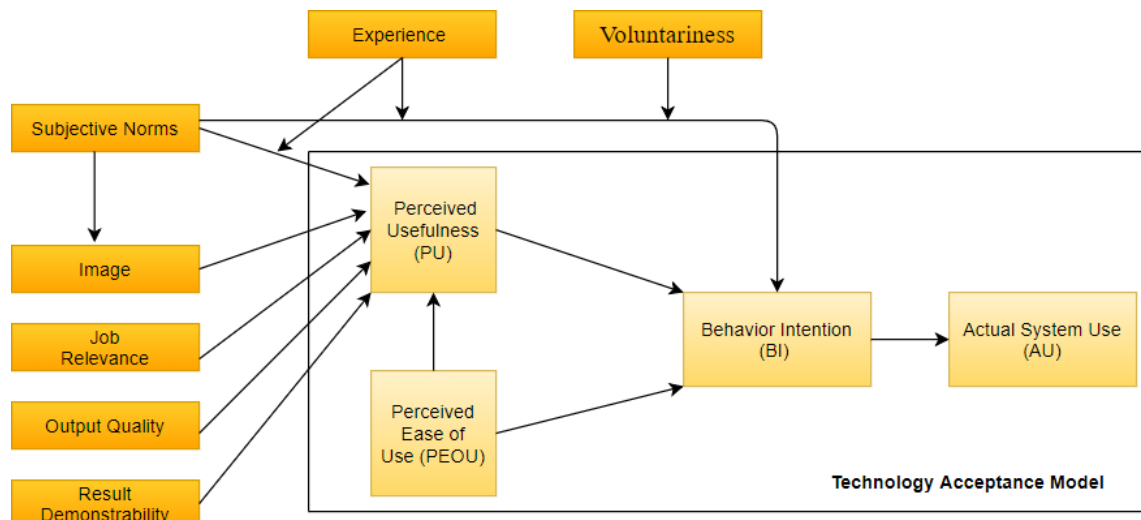 Experience
Voluntariness
Subjective Norms
Perceived
Usefulness
(PU)
Image
Behavior Intention
(BI)
Actual System Use
(AU)
Job
Relevance
Perceived
Ease of
Use (PEOU)
Output Quality
Result
Demonstrability
Technology Acceptance Model